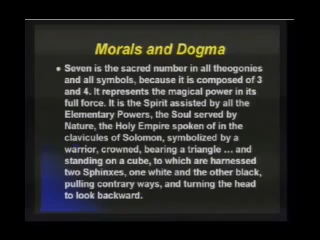 Morals and Dogma
• Seven is the sacred number in all theogonies
and all symbols, because it is composed of 3
and 4. It represents the magical power in its
full force. It is the Spirit assisted by all the
Elementary Powers, the Soul served by
Nature, the Holy Empire spoken of in the
clavicules of Solomon, symbolized by a
warrior, crowned, bearing a triangle … and
standing on a cube, to which are harnessed
two Sphinxes, one white and the other black,
pulling contrary ways, and turning the head
to look backward.